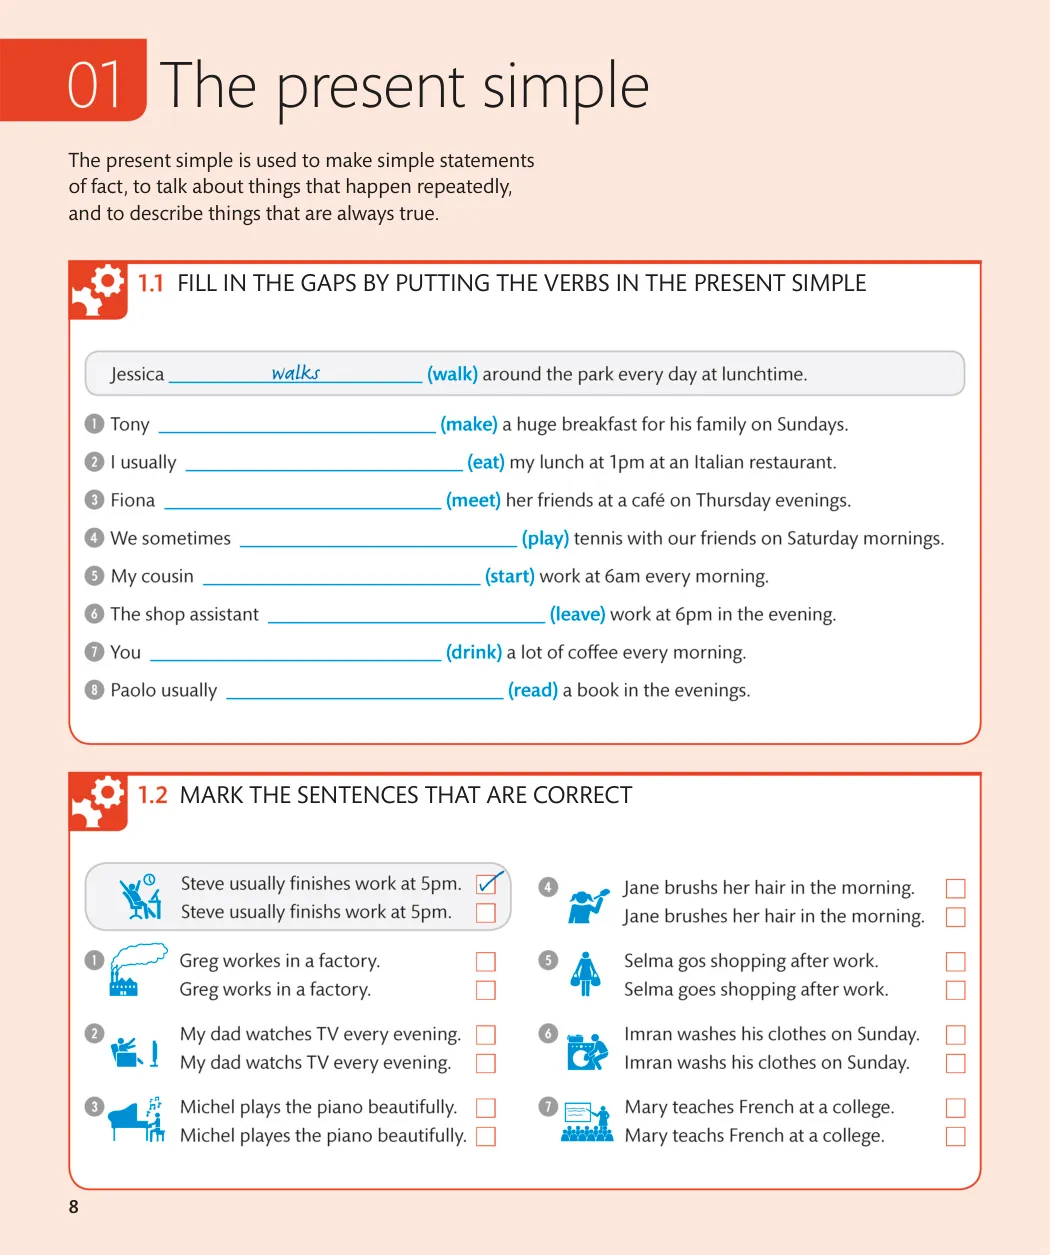 01 The present simple
The present simple is used to make simple statements
of fact, to talk about things that happen repeatedly,
and to describe things that are always true.
1.1 FILL IN THE GAPS BY PUTTING THE VERBS IN THE PRESENT SIMPLE
Jessica walks (walk) around the park every day at lunchtime.
1 Tony (make) a huge breakfast for his family on Sundays.
2 I usually (eat) my lunch at 1pm at an Italian restaurant.
3 Fiona (meet) her friends at a café on Thursday evenings.
4 We sometimes (play) tennis with our friends on Saturday mornings.
5 My cousin (start) work at 6am every morning.
6 The shop assistant (leave) work at 6pm in the evening.
7 You (drink) a lot of coffee every morning.
8 Paolo usually (read) a book in the evenings.
1.2 MARK THE SENTENCES THAT ARE CORRECT
Steve usually finishes work at 5pm.
Steve usually finishs work at 5pm.
1 Greg workes in a factory.
Greg works in a factory.
2 My dad watches TV every evening.
My dad watchs TV every evening.
3 Michel plays the piano beautifully.
Michel playes the piano beautifully.
4 Jane brushs her hair in the morning.
Jane brushes her hair in the morning.
5 Selma gos shopping after work.
Selma goes shopping after work.
6 Imran washes his clothes on Sunday.
Imran washs his clothes on Sunday.
7 Mary teaches French at a college.
Mary teachs French at a college.
8